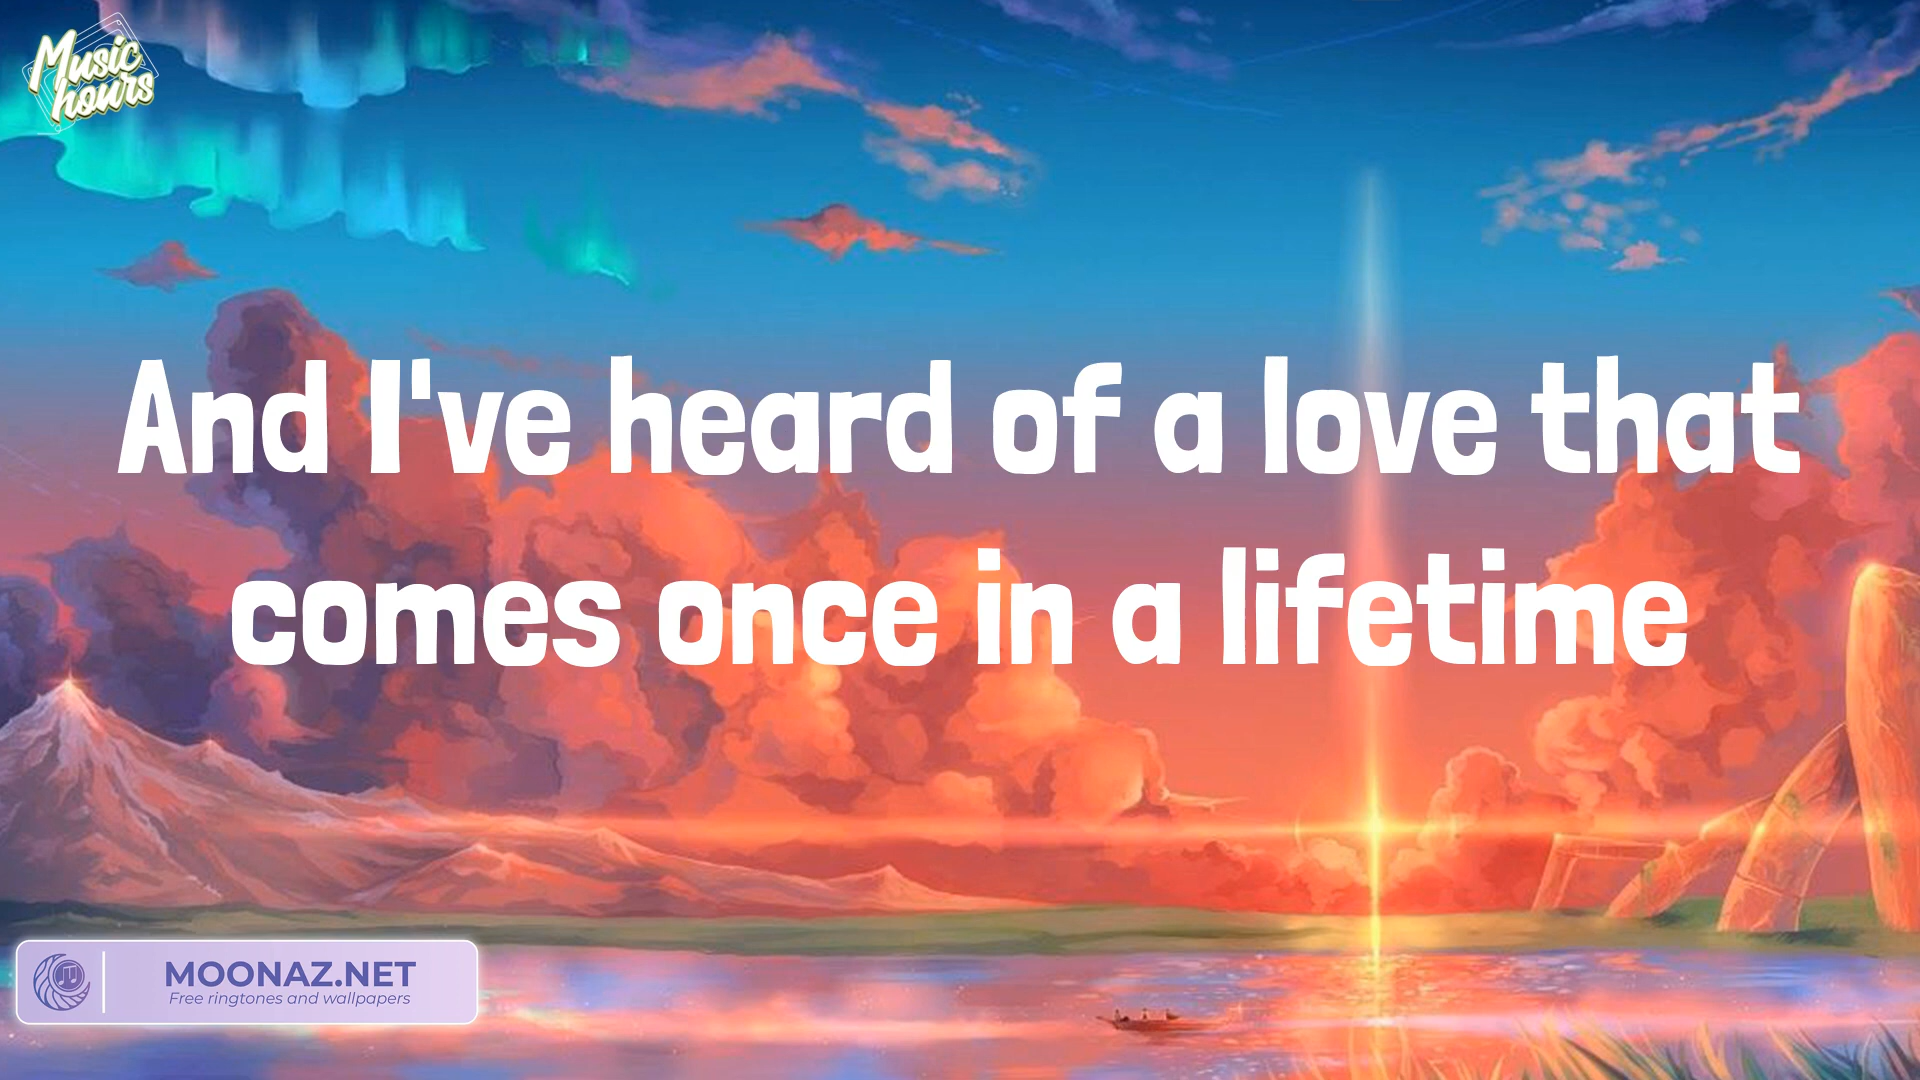 Music
hours
And I've heard of a love that
comes once in a lifetime
MOONAZ.NET
Free ringtones and wallpapers